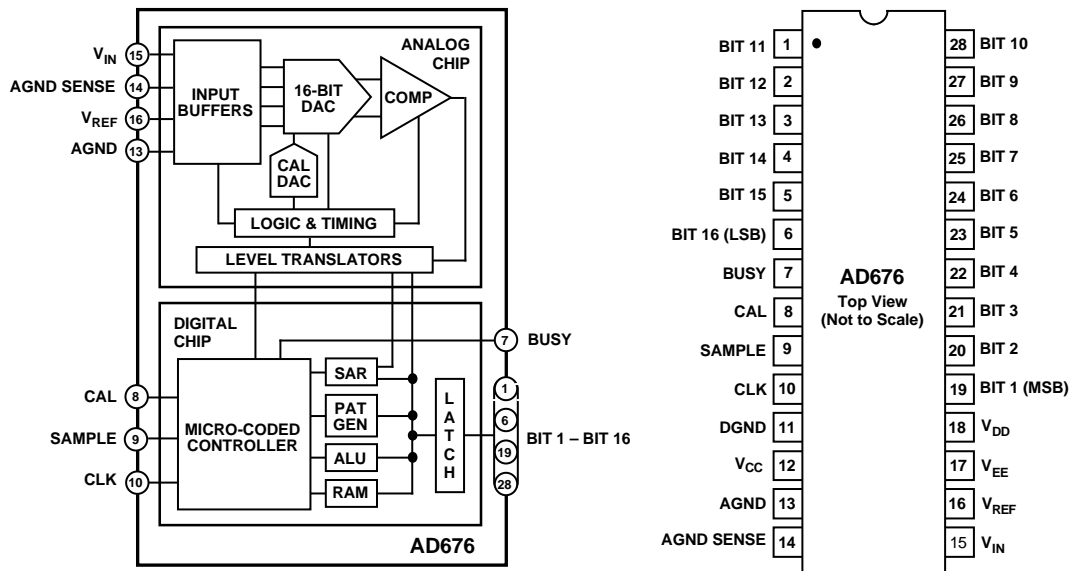 ANALOG
CHIP
VIN
15
AGND SENSE
14
VREF
16
AGND
13
INPUT
BUFFERS
16-BIT
DAC
COMP
CAL
DAC
LOGIC & TIMING
LEVEL TRANSLATORS
DIGITAL
CHIP
7
BUSY
CAL
8
SAMPLE
9
CLK
10
MICRO-CODED
CONTROLLER
SAR
PAT
GEN
ALU
RAM
L
A
T
C
H
1
6
19
28
BIT 1 – BIT 16
AD676
BIT 11 1
BIT 12 2
BIT 13 3
BIT 14 4
BIT 15 5
BIT 16 (LSB) 6
BUSY 7
CAL 8
SAMPLE 9
CLK 10
DGND 11
VCC 12
AGND 13
AGND SENSE 14
AD676
Top View
(Not to Scale)
28 BIT 10
27 BIT 9
26 BIT 8
25 BIT 7
24 BIT 6
23 BIT 5
22 BIT 4
21 BIT 3
20 BIT 2
19 BIT 1 (MSB)
18 VDD
17 VEE
16 VREF
15 VIN